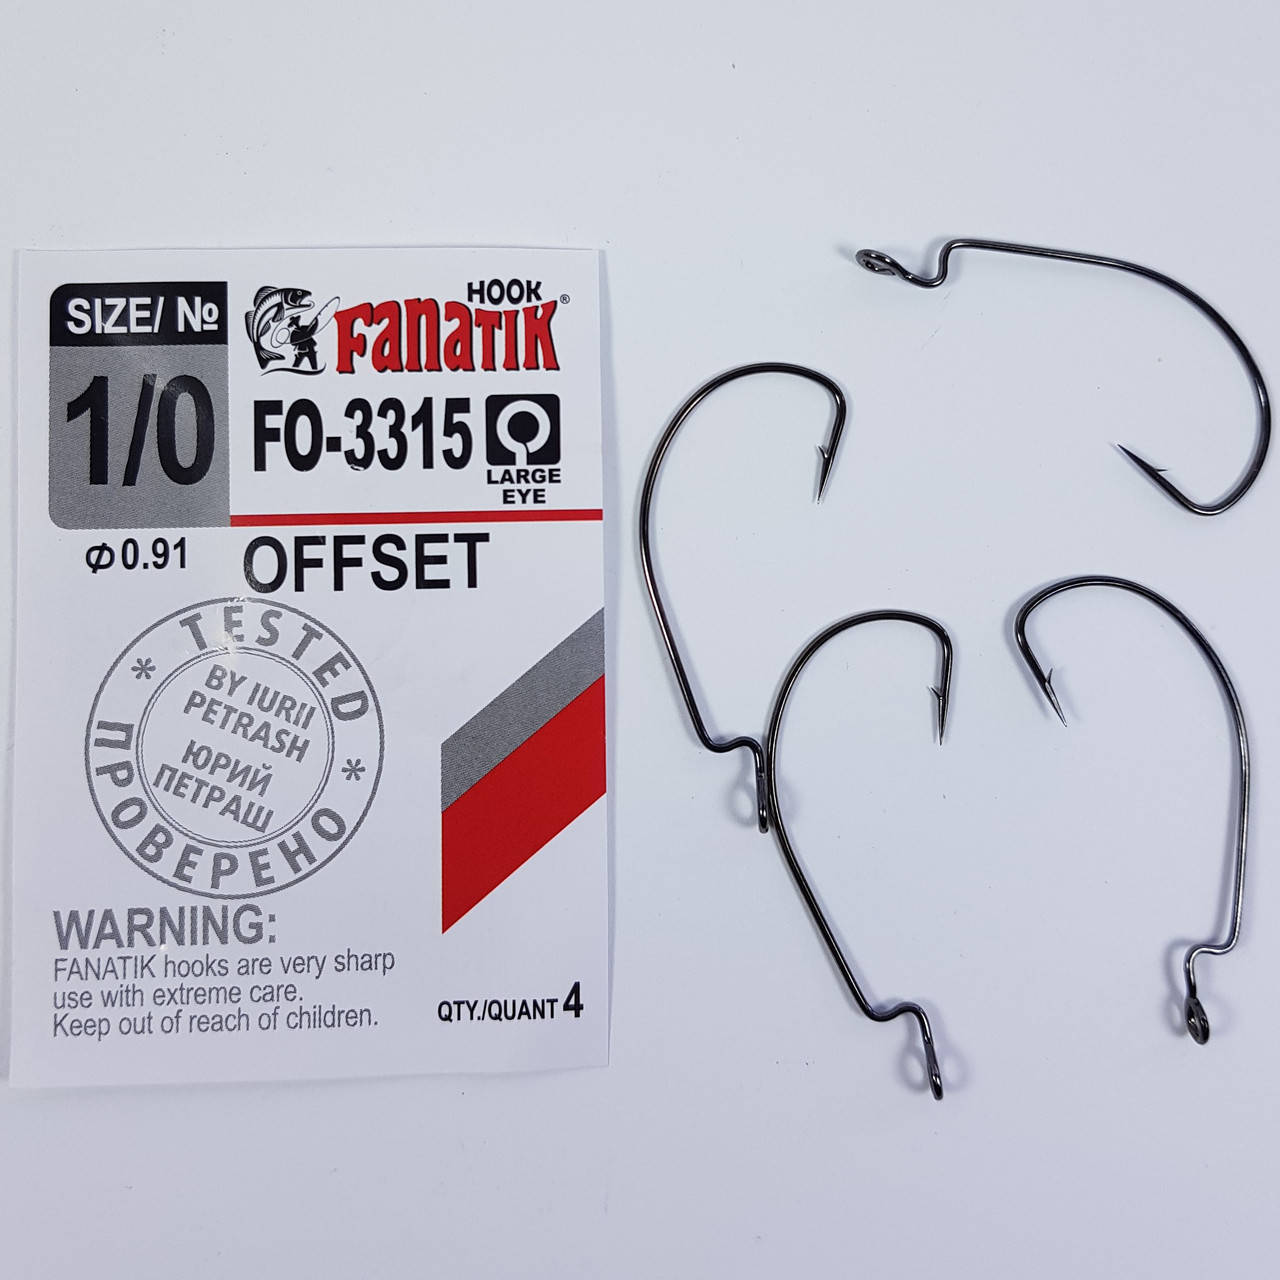 SIZE/ №
1/0
HOOK
Fanatik®
FO-3315
LARGE
EYE
Ф0.91
OFFSET
TESTED
BY IURII
PETRASH
ЮРИЙ
ПЕТРАШ
ПРОВЕРЕНО
WARNING:
FANATIK hooks are very sharp
use with extreme care.
Keep out of reach of children.
QTY./QUANT 4